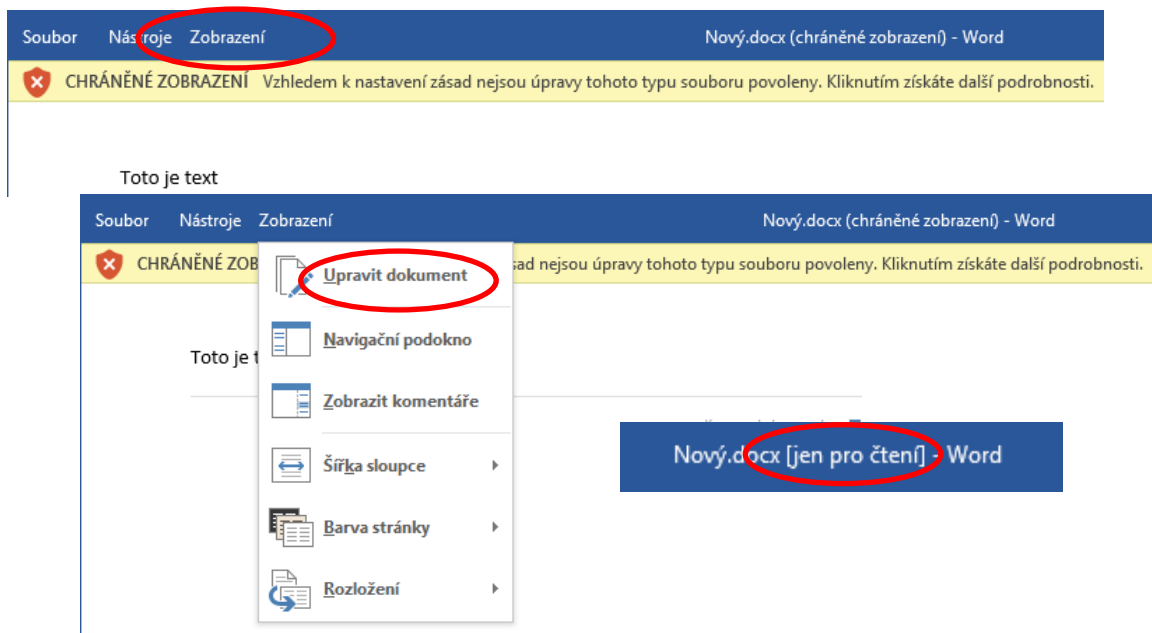 Soubor Nástroje Zobrazení Nový.docx (chráněné zobrazení) - Word
CHRÁNĚNÉ ZOBRAZENÍ Vzhledem k nastavení zásad nejsou úpravy tohoto typu souboru povoleny. Kliknutím získáte další podrobnosti.
Toto je text
Soubor Nástroje Zobrazení Nový.docx (chráněné zobrazení) - Word
CHRÁNĚNÉ ZOB sad nejsou úpravy tohoto typu souboru povoleny. Kliknutím získáte další podrobnosti.
Upravit dokument
Navigační podokno
Toto je t
Zobrazit komentáře
Nový.docx [jen pro čtení] - Word
Šířka sloupce
Barva stránky
Rozložení